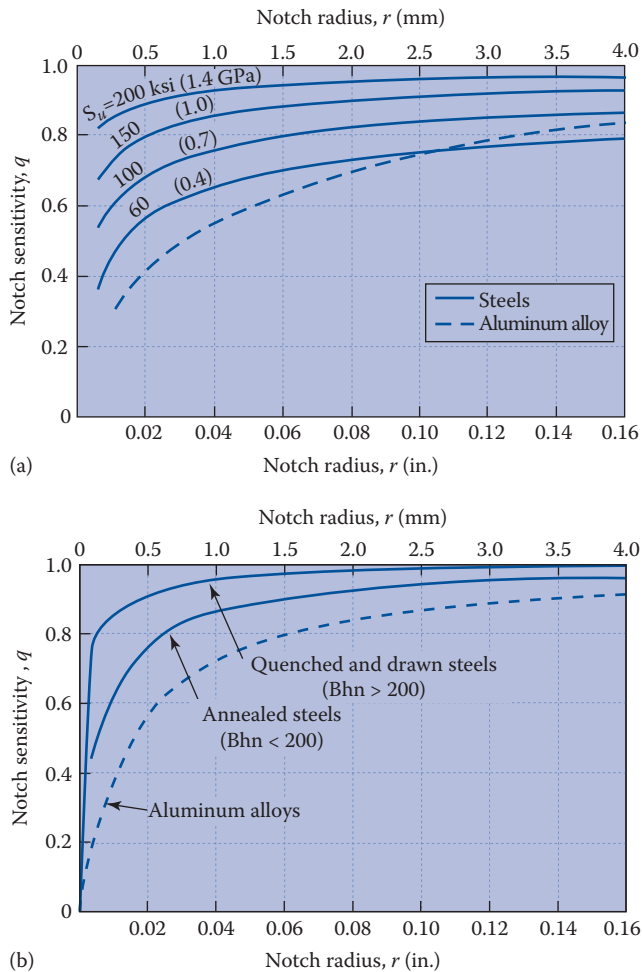 Notch radius, r (mm)
0 0.5 1.0 1.5 2.0 2.5 3.0 3.5 4.0
1.0
0.8
0.6
0.4
0.2
0
Notch sensitivity, q
Su=200 ksi (1.4 GPa)
150 (1.0)
100 (0.7)
60 (0.4)
Steels
Aluminum alloy
0.02 0.04 0.06 0.08 0.10 0.12 0.14 0.16
(a) Notch radius, r (in.)
Notch radius, r (mm)
0 0.5 1.0 1.5 2.0 2.5 3.0 3.5 4.0
1.0
0.8
0.6
0.4
0.2
0
Notch sensitivity , q
Quenched and drawn steels
(Bhn > 200)
Annealed steels
(Bhn < 200)
Aluminum alloys
0.02 0.04 0.06 0.08 0.10 0.12 0.14 0.16
(b) Notch radius, r (in.)